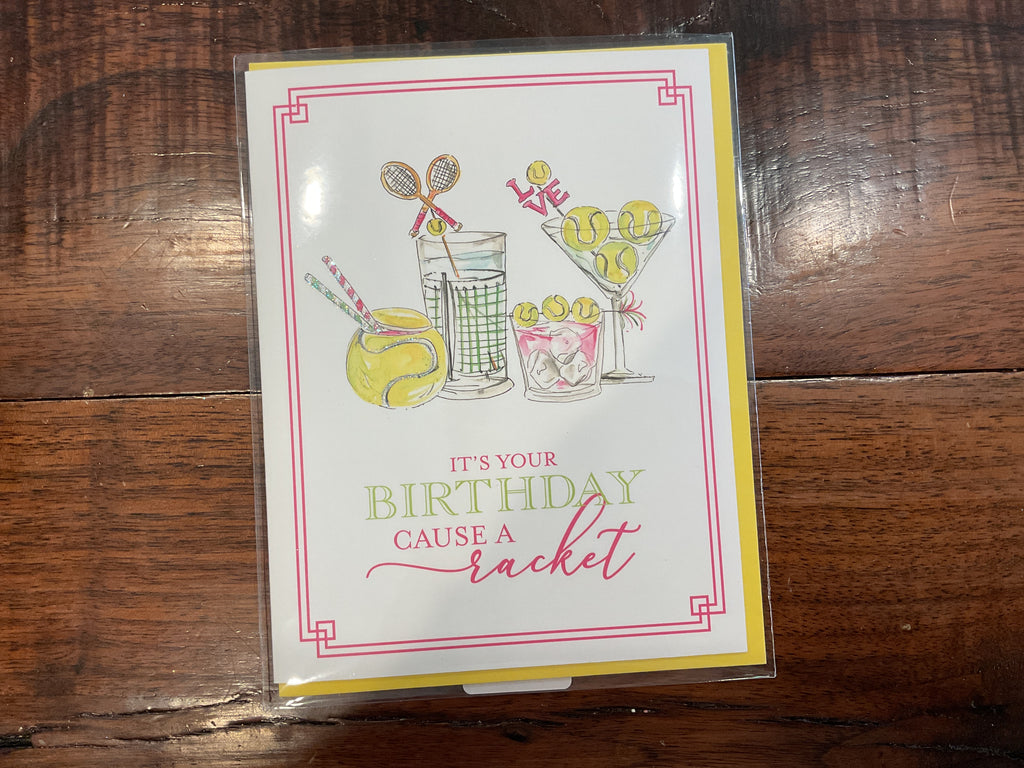 LOVE
IT'S YOUR
BIRTHDAY
CAUSE A
racket